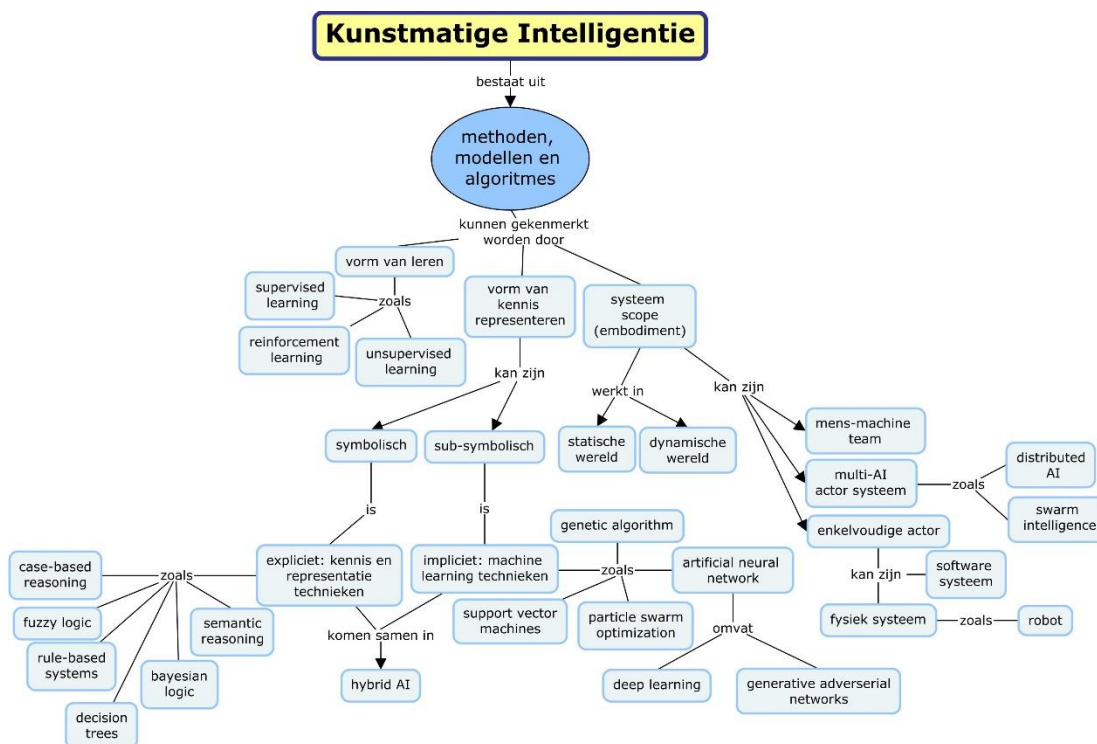 Kunstmatige Intelligentie
bestaat uit
methoden,
modellen en
algoritmes
kunnen gekenmerkt
worden door
vorm van leren
supervised
learning
zoals
reinforcement
learning
unsupervised
learning
vorm van
kennis
representeren
systeem
scope
(embodiment)
kan zijn
werkt in
kan zijn
symbolisch
sub-symbolisch
statische
wereld
dynamische
wereld
mens-machine
team
multi-AI
actor systeem
zoals
distributed
AI
swarm
intelligence
enkelvoudige actor
kan zijn
software
systeem
fysiek systeem
zoals
robot
is
is
expliciet: kennis en
representatie
technieken
impliciet: machine
learning technieken
zoals
genetic algorithm
artificial neural
network
support vector
machines
particle swarm
optimization
omvat
deep learning
generative adverserial
networks
komen samen in
hybrid AI
zoals
case-based
reasoning
fuzzy logic
rule-based
systems
decision
trees
bayesian
logic
semantic
reasoning